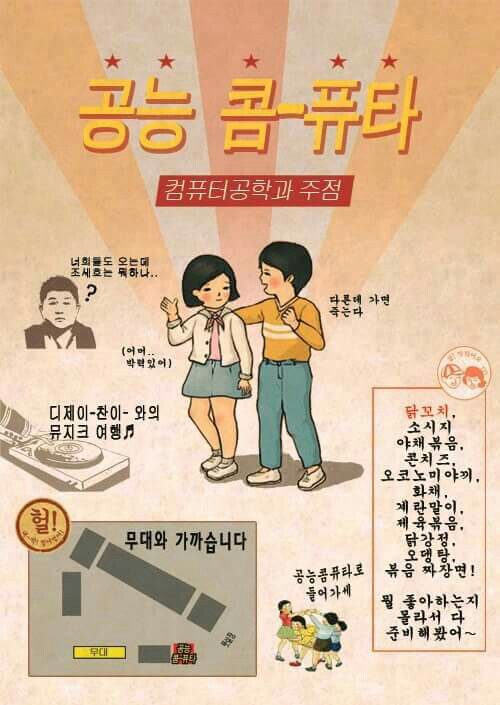 공능 콤-퓨타
컴퓨터공학과 주점
너희들도 오는데
조세호는 뭐하냐..
?
다른데 가면
죽는다
(어머..
박력있어)
디제이-찬이- 와의
뮤지크 여행♬
닭꼬치,
소시지
야채볶음,
콘치즈,
오코노미야끼,
화채,
계란말이,
제육볶음,
닭강정,
오뎅탕,
볶음 짜장면!
뭘 좋아하는지
몰라서 다
준비해봤어~
헐!
무대와 가까습니다
무대
공능
콤-퓨타
공능콤퓨타로
들어가세